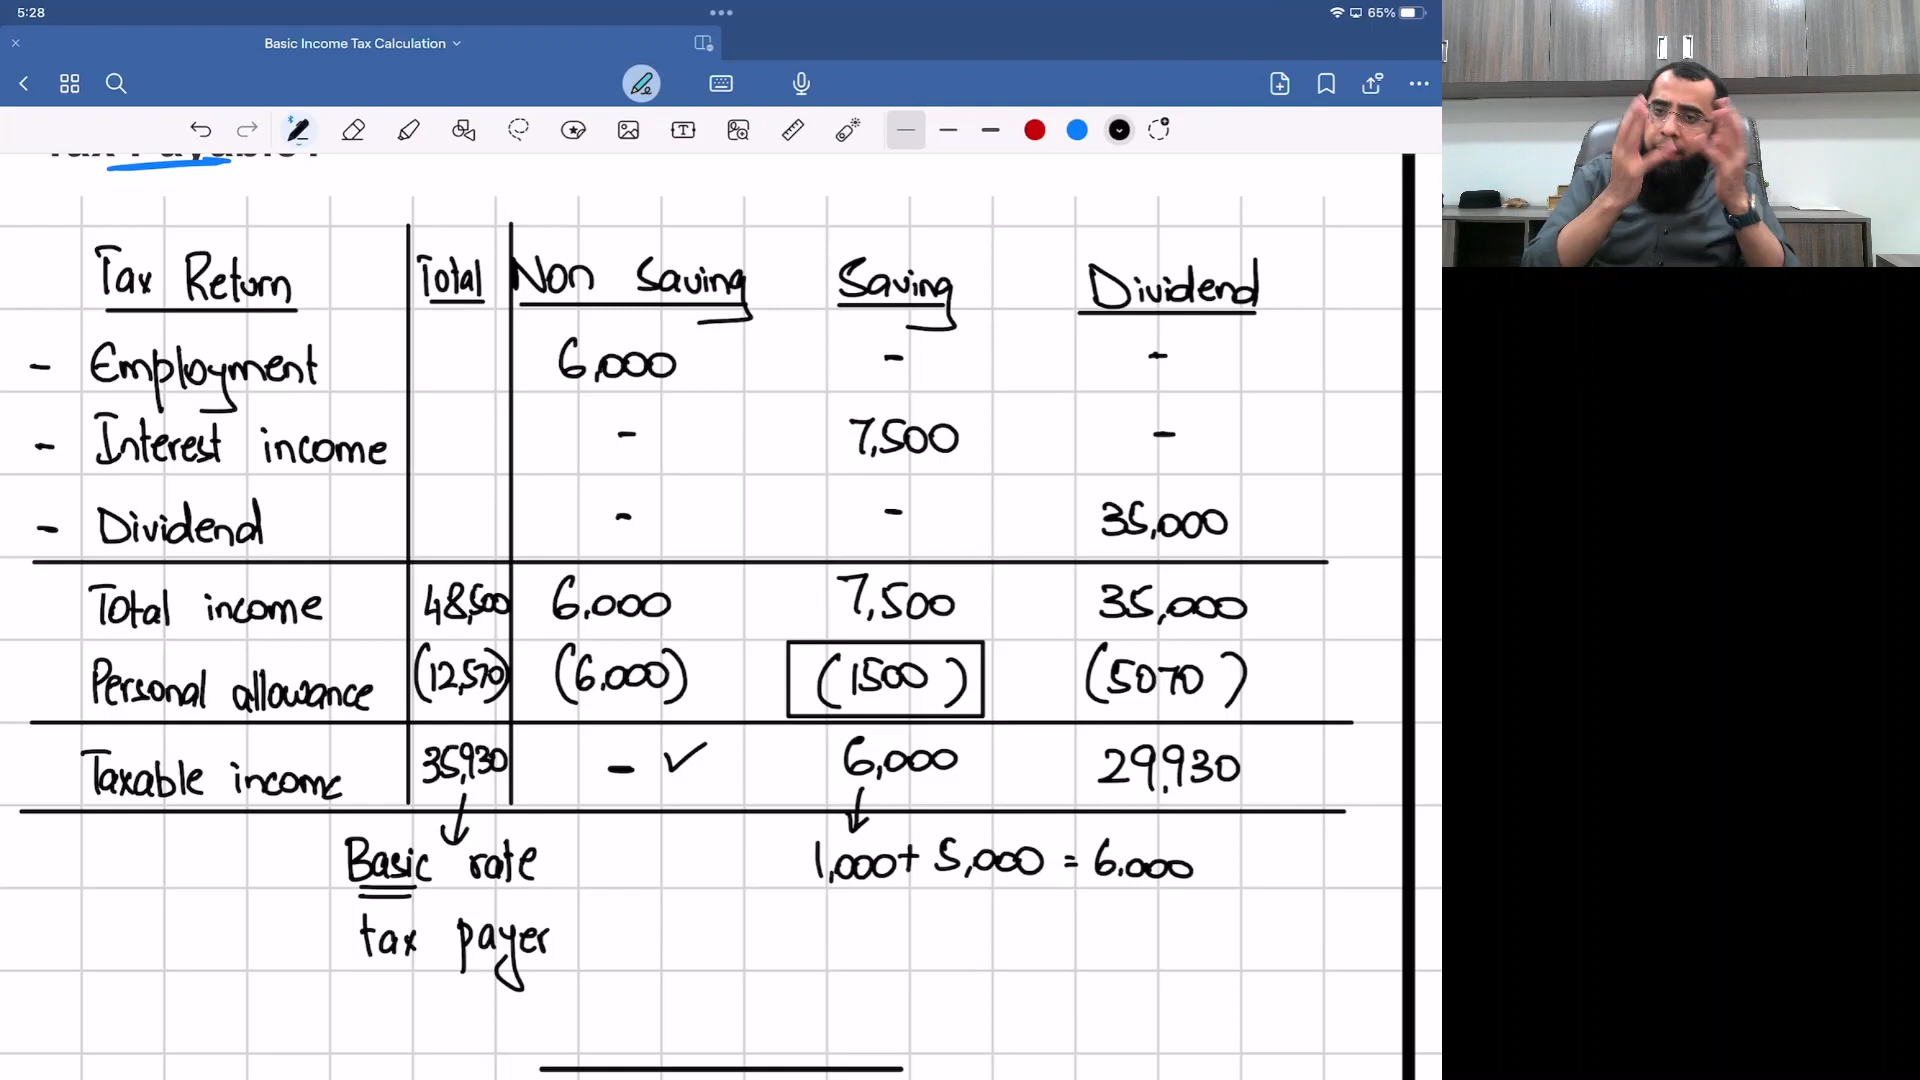 5:28
65%
Basic Income Tax Calculation
Tax Payable?
Tax Return Total Non Saving Saving Dividend
- Employment 6,000 - -
- Interest income - 7,500 -
- Dividend - - 35,000
Total income 48,500 6,000 7,500 35,000
Personal allowance (12,570) (6,000) (1500) (5070)
Taxable income 35,930 - ✓ 6,000 29,930
Basic rate 1,000 + 5,000 = 6,000
tax payer